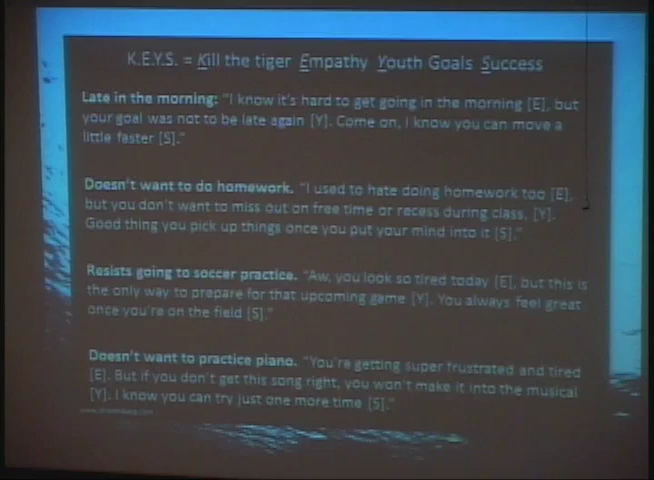 K.E.Y.S. = Kill the tiger Empathy Youth Goals Success
Late in the morning: "I know it's hard to get going in the morning [E], but
your goal was not to be late again [Y]. Come on, I know you can move a
little faster [S]."
Doesn't want to do homework. "I used to hate doing homework too [E],
but you don't want to miss out on free time or recess during class, [Y].
Good thing you pick up things once you put your mind into it [S]."
Resists going to soccer practice. "Aw, you look so tired today [E], but this is
the only way to prepare for that upcoming game [Y]. You always feel great
once you're on the field [S]."
Doesn't want to practice piano. "You're getting super frustrated and tired
[E]. But if you don't get this song right, you won't make it into the musical
[Y]. I know you can try just one more time [S]."